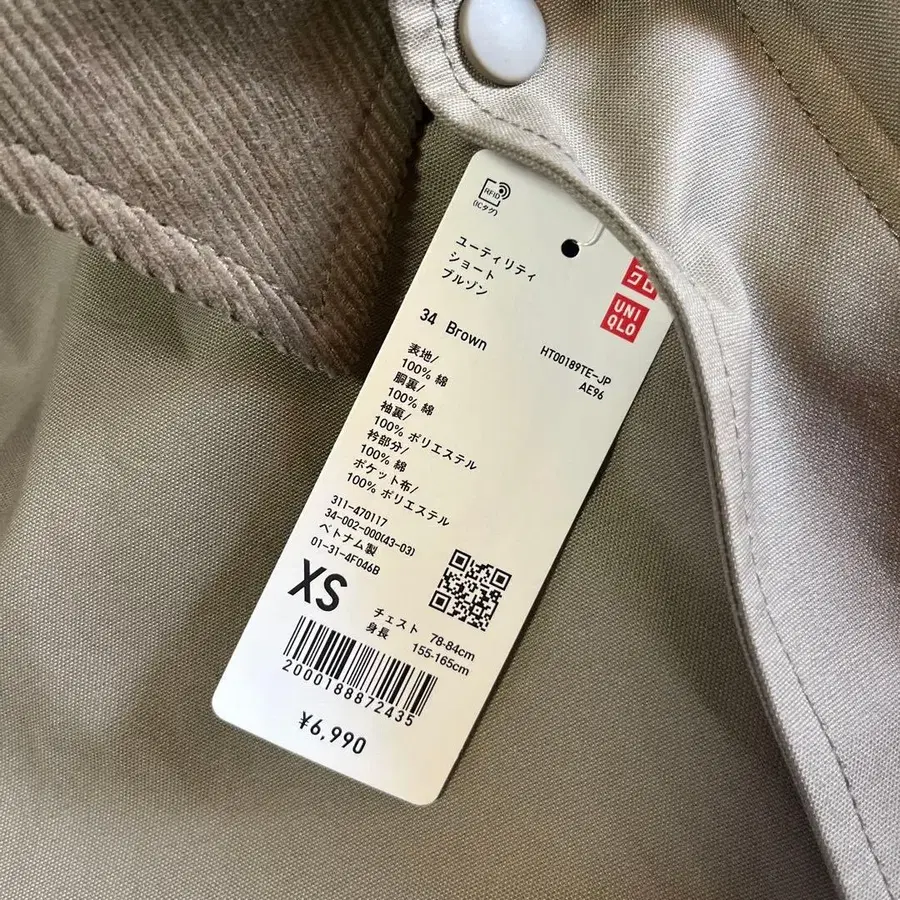 RFID
(ICタグ)
ユーティリティ
ショート
ブルゾン
クロ
UNI
QLO
34 Brown
HT00189TE-JP
AE96
表地/
100% 綿
胴裏/
100% 綿
袖裏/
100% ポリエステル
衿部分/
100% 綿
ポケット布/
100% ポリエステル
311-470117
34-002-000(43-03)
ベトナム製
01-31-4F046B
XS
チェスト 78-84cm
身長 155-165cm
2000188872435
¥6,990